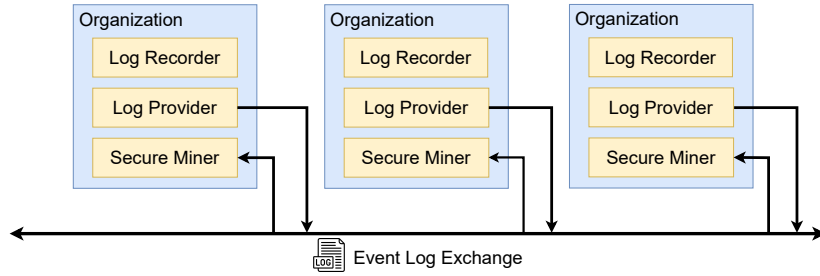 Organization
Log Recorder
Log Provider
Secure Miner
Organization
Log Recorder
Log Provider
Secure Miner
Organization
Log Recorder
Log Provider
Secure Miner
LOG
Event Log Exchange